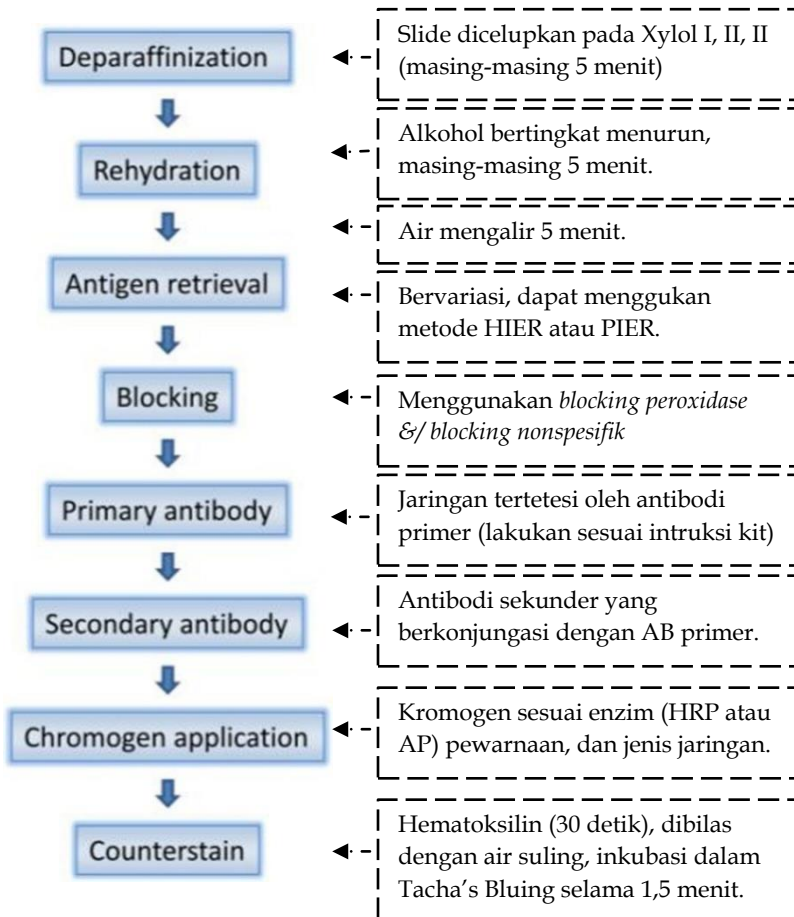 Deparaffinization
Slide dicelupkan pada Xylol I, II, II
(masing-masing 5 menit)
Rehydration
Alkohol bertingkat menurun,
masing-masing 5 menit.
Air mengalir 5 menit.
Antigen retrieval
Bervariasi, dapat menggukan
metode HIER atau PIER.
Blocking
Menggunakan blocking peroxidase
&/ blocking nonspesifik
Primary antibody
Jaringan tertetesi oleh antibodi
primer (lakukan sesuai intruksi kit)
Secondary antibody
Antibodi sekunder yang
berkonjungasi dengan AB primer.
Chromogen application
Kromogen sesuai enzim (HRP atau
AP) pewarnaan, dan jenis jaringan.
Counterstain
Hematoksilin (30 detik), dibilas
dengan air suling, inkubasi dalam
Tacha’s Bluing selama 1,5 menit.